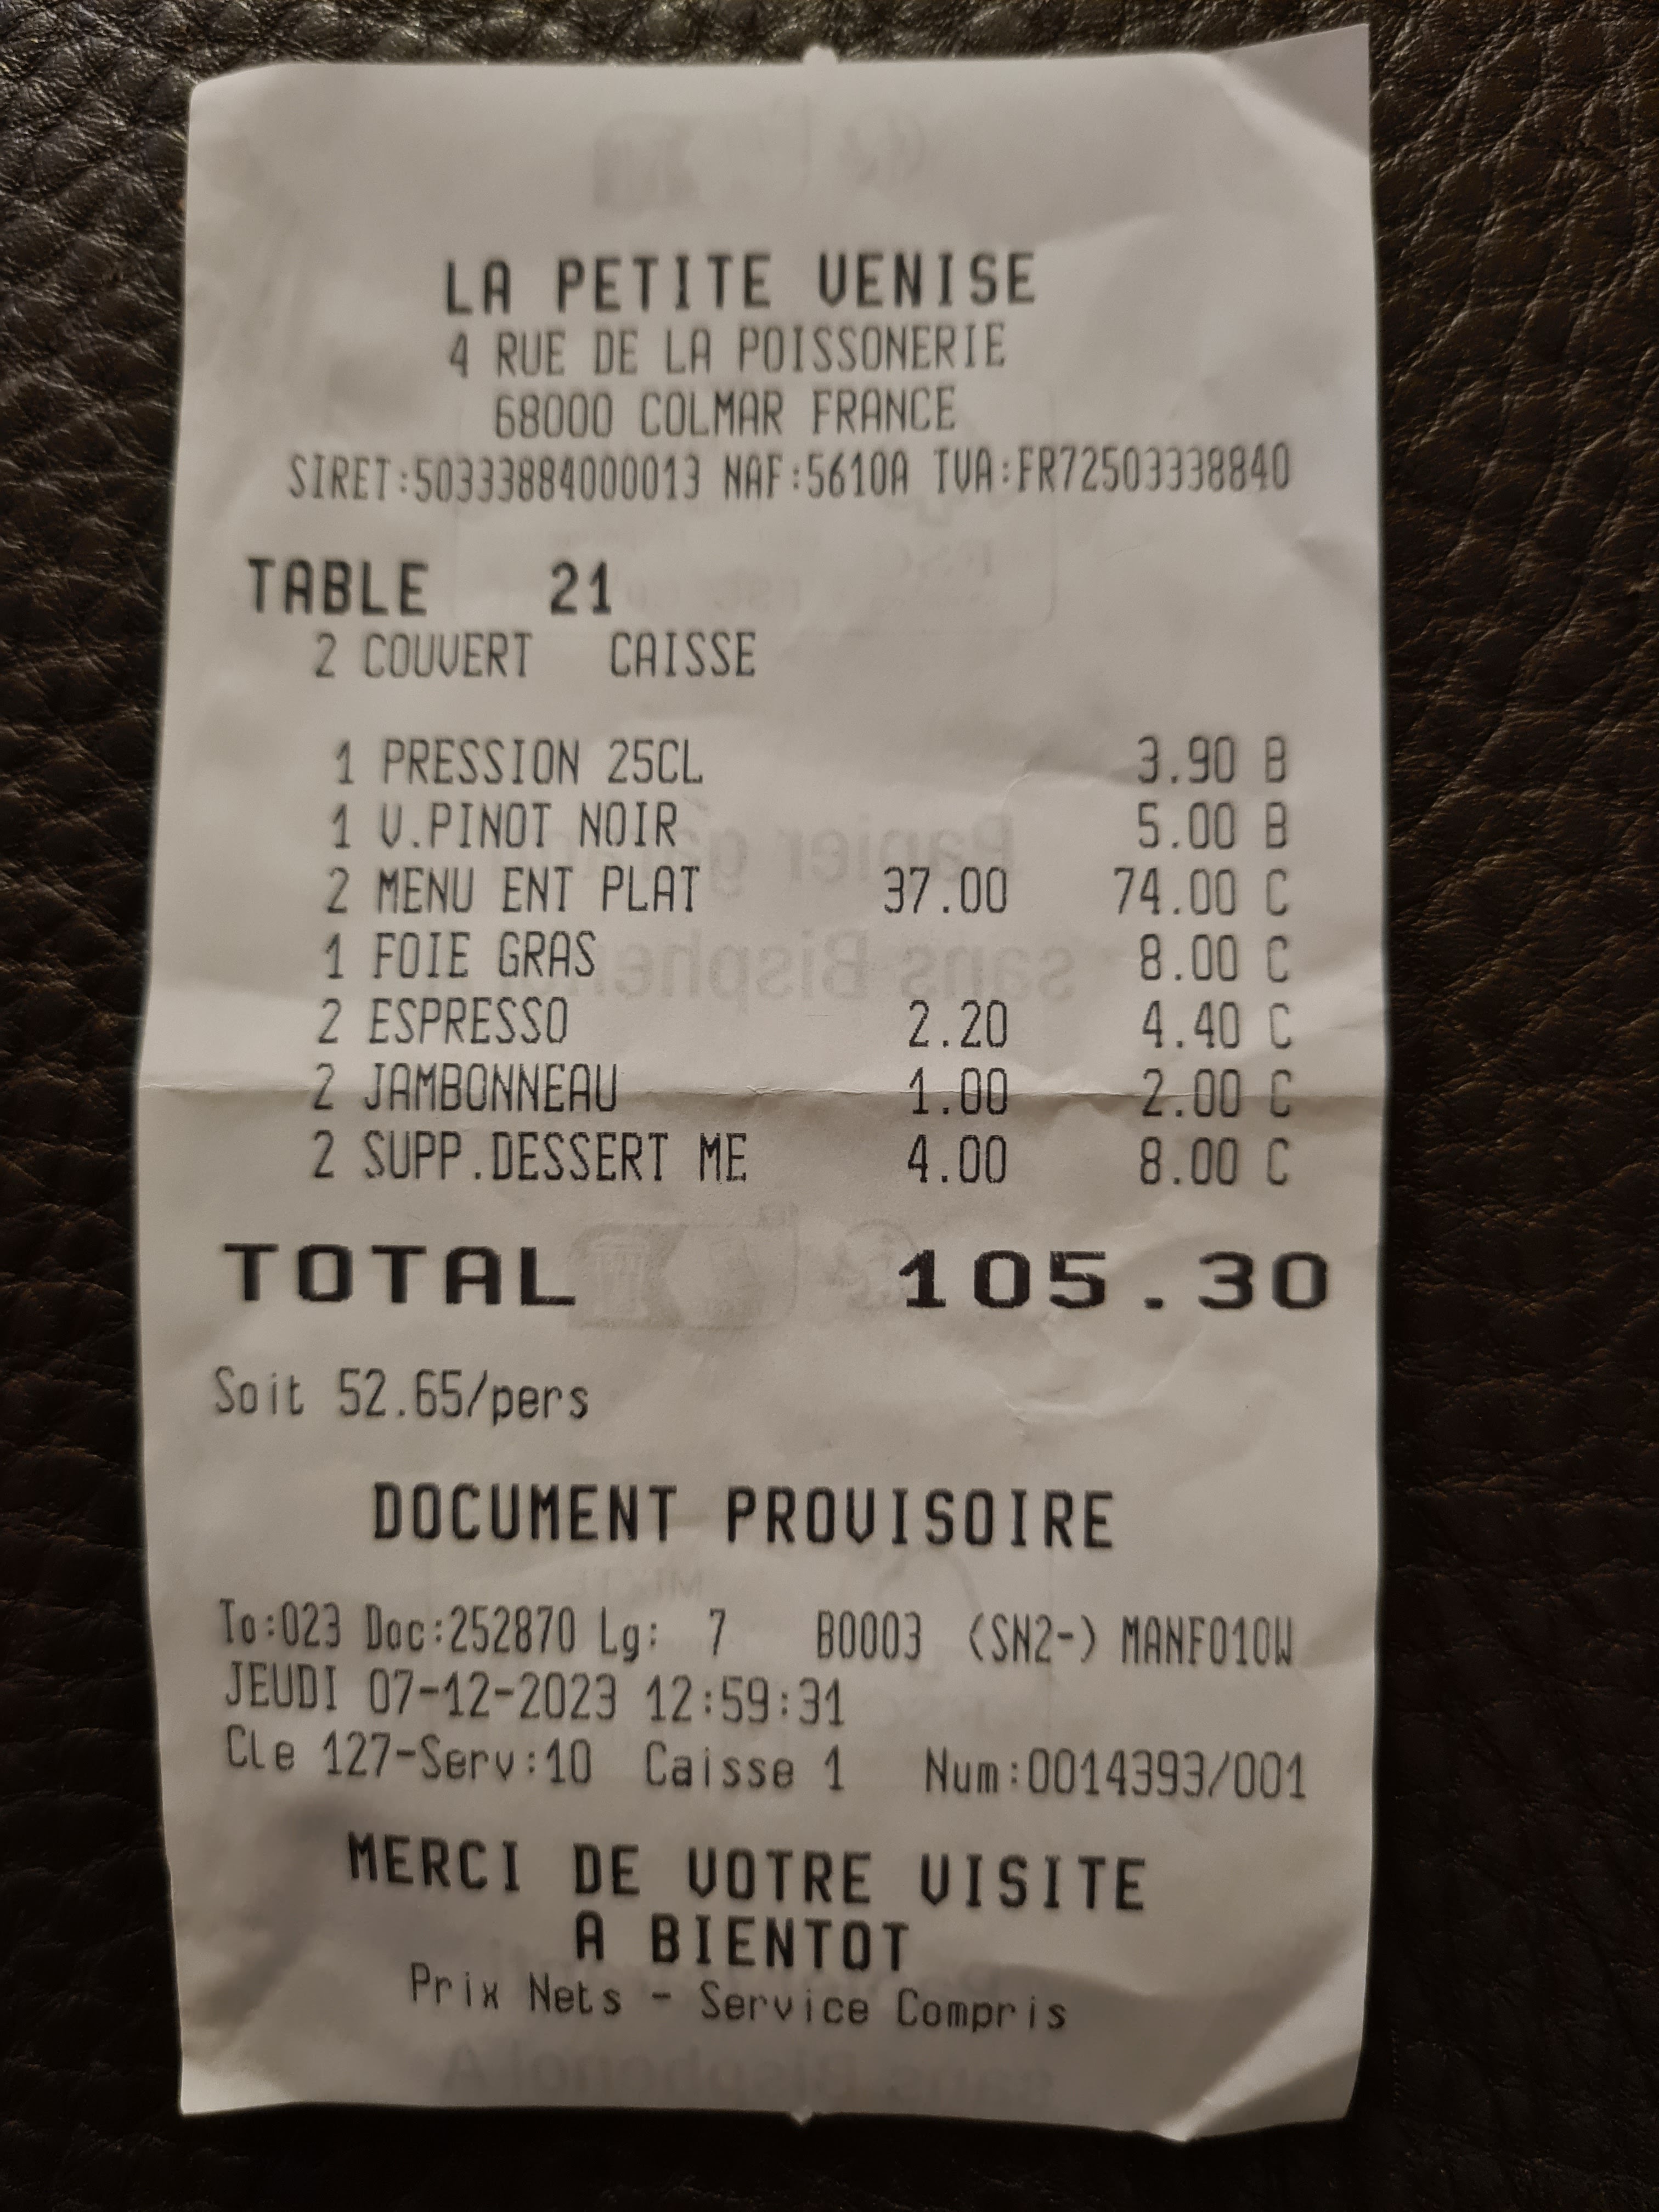 LA PETITE VENISE
4 RUE DE LA POISSONERIE
68000 COLMAR FRANCE
SIRET:50333884000013 NAF:5610A TVA:FR72503338840
TABLE 21
2 COUVERT CAISSE
1 PRESSION 25CL 3.90 B
1 V.PINOT NOIR 5.00 B
2 MENU ENT PLAT 37.00 74.00 C
1 FOIE GRAS 8.00 C
2 ESPRESSO 2.20 4.40 C
2 JAMBONNEAU 1.00 2.00 C
2 SUPP.DESSERT ME 4.00 8.00 C
TOTAL 105.30
Soit 52.65/pers
DOCUMENT PROVISOIRE
To:023 Doc:252870 Lg: 7 B0003 (SN2-) MANF010W
JEUDI 07-12-2023 12:59:31
Cle 127-Serv:10 Caisse 1 Num:0014393/001
MERCI DE VOTRE VISITE
A BIENTOT
Prix Nets - Service Compris
sans Bisphenol A